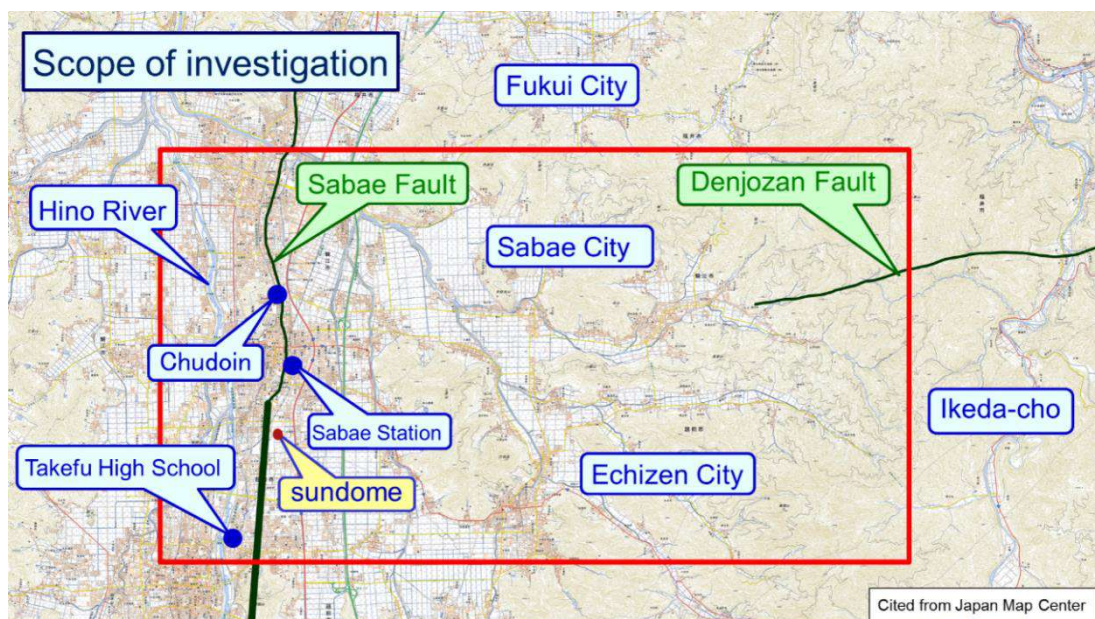 Scope of investigation
Fukui City
Sabae Fault
Denjozan Fault
Hino River
Sabae City
Chudoin
Ikeda-cho
Sabae Station
Takefu High School
Echizen City
sundome
Cited from Japan Map Center